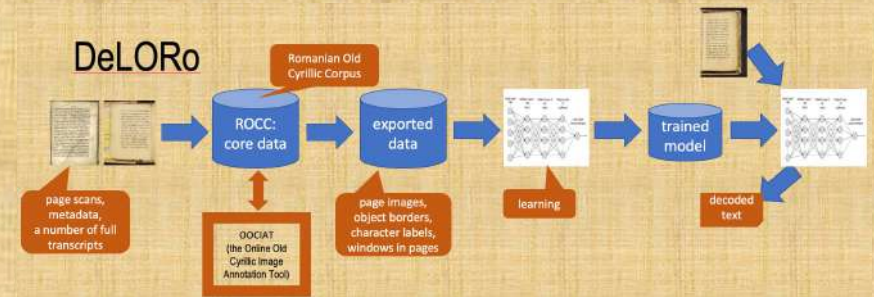 DeLORo
Romanian Old
Cyrillic Corpus
ROCC:
core data
exported
data
trained
model
page scans,
metadata,
a number of full
transcripts
OOCIAT
(the Online Old
Cyrillic Image
Annotation Tool)
page images,
object borders,
character labels,
windows in pages
learning
decoded
text